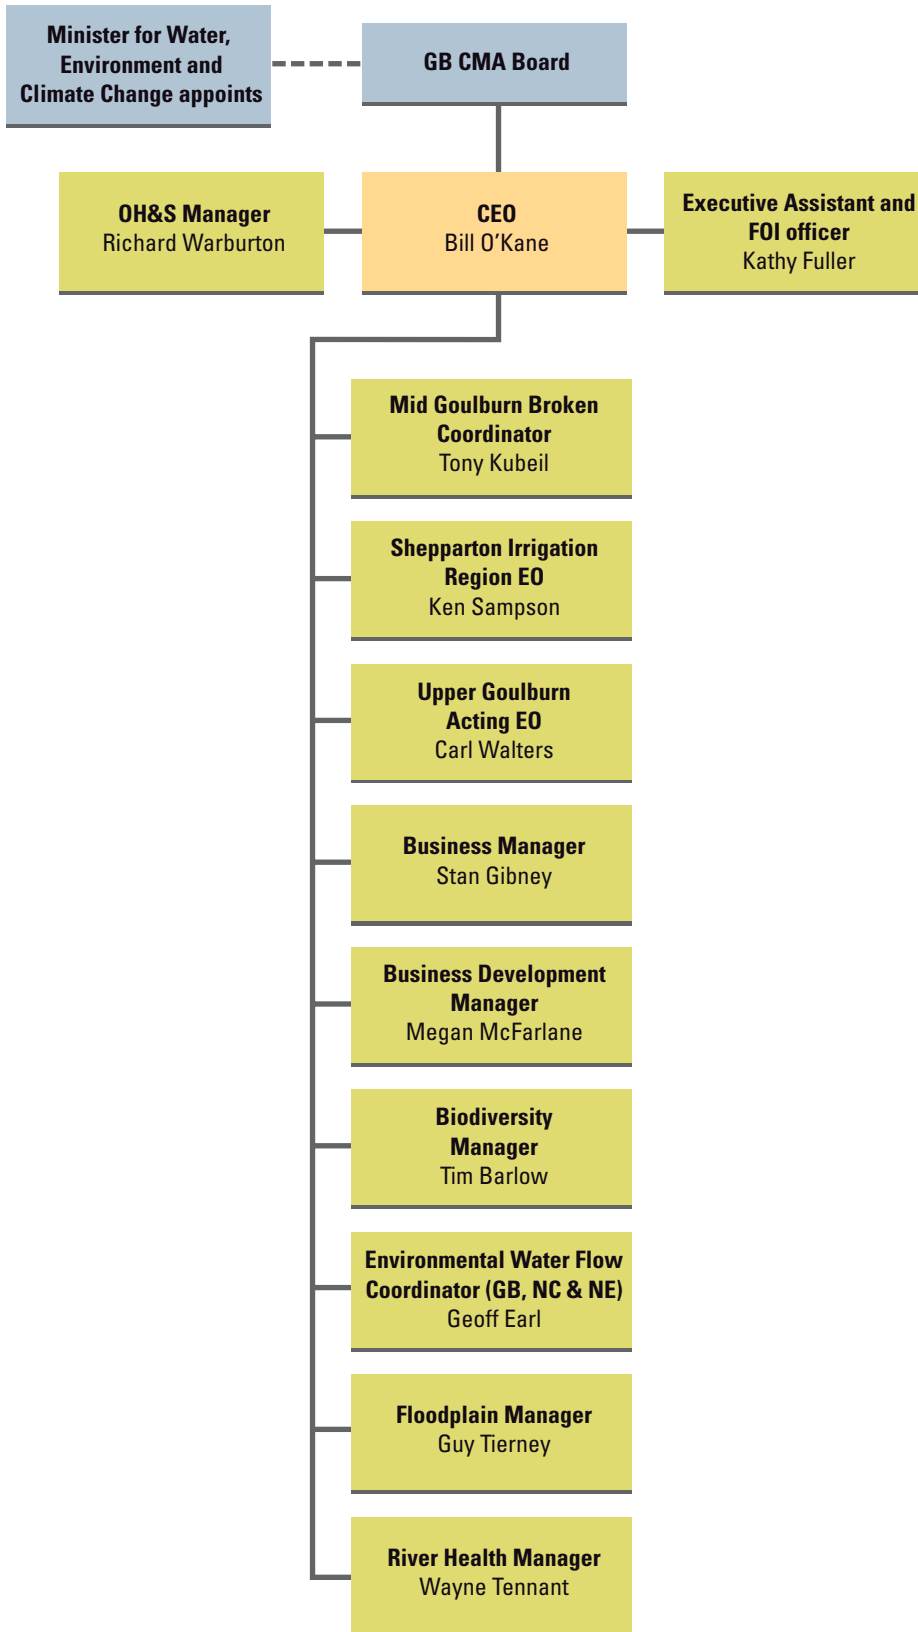 Minister for Water,
Environment and
Climate Change appoints
GB CMA Board
OH&S Manager
Richard Warburton
CEO
Bill O'Kane
Executive Assistant and
FOI officer
Kathy Fuller
Mid Goulburn Broken
Coordinator
Tony Kubeil
Shepparton Irrigation
Region EO
Ken Sampson
Upper Goulburn
Acting EO
Carl Walters
Business Manager
Stan Gibney
Business Development
Manager
Megan McFarlane
Biodiversity
Manager
Tim Barlow
Environmental Water Flow
Coordinator (GB, NC & NE)
Geoff Earl
Floodplain Manager
Guy Tierney
River Health Manager
Wayne Tennant